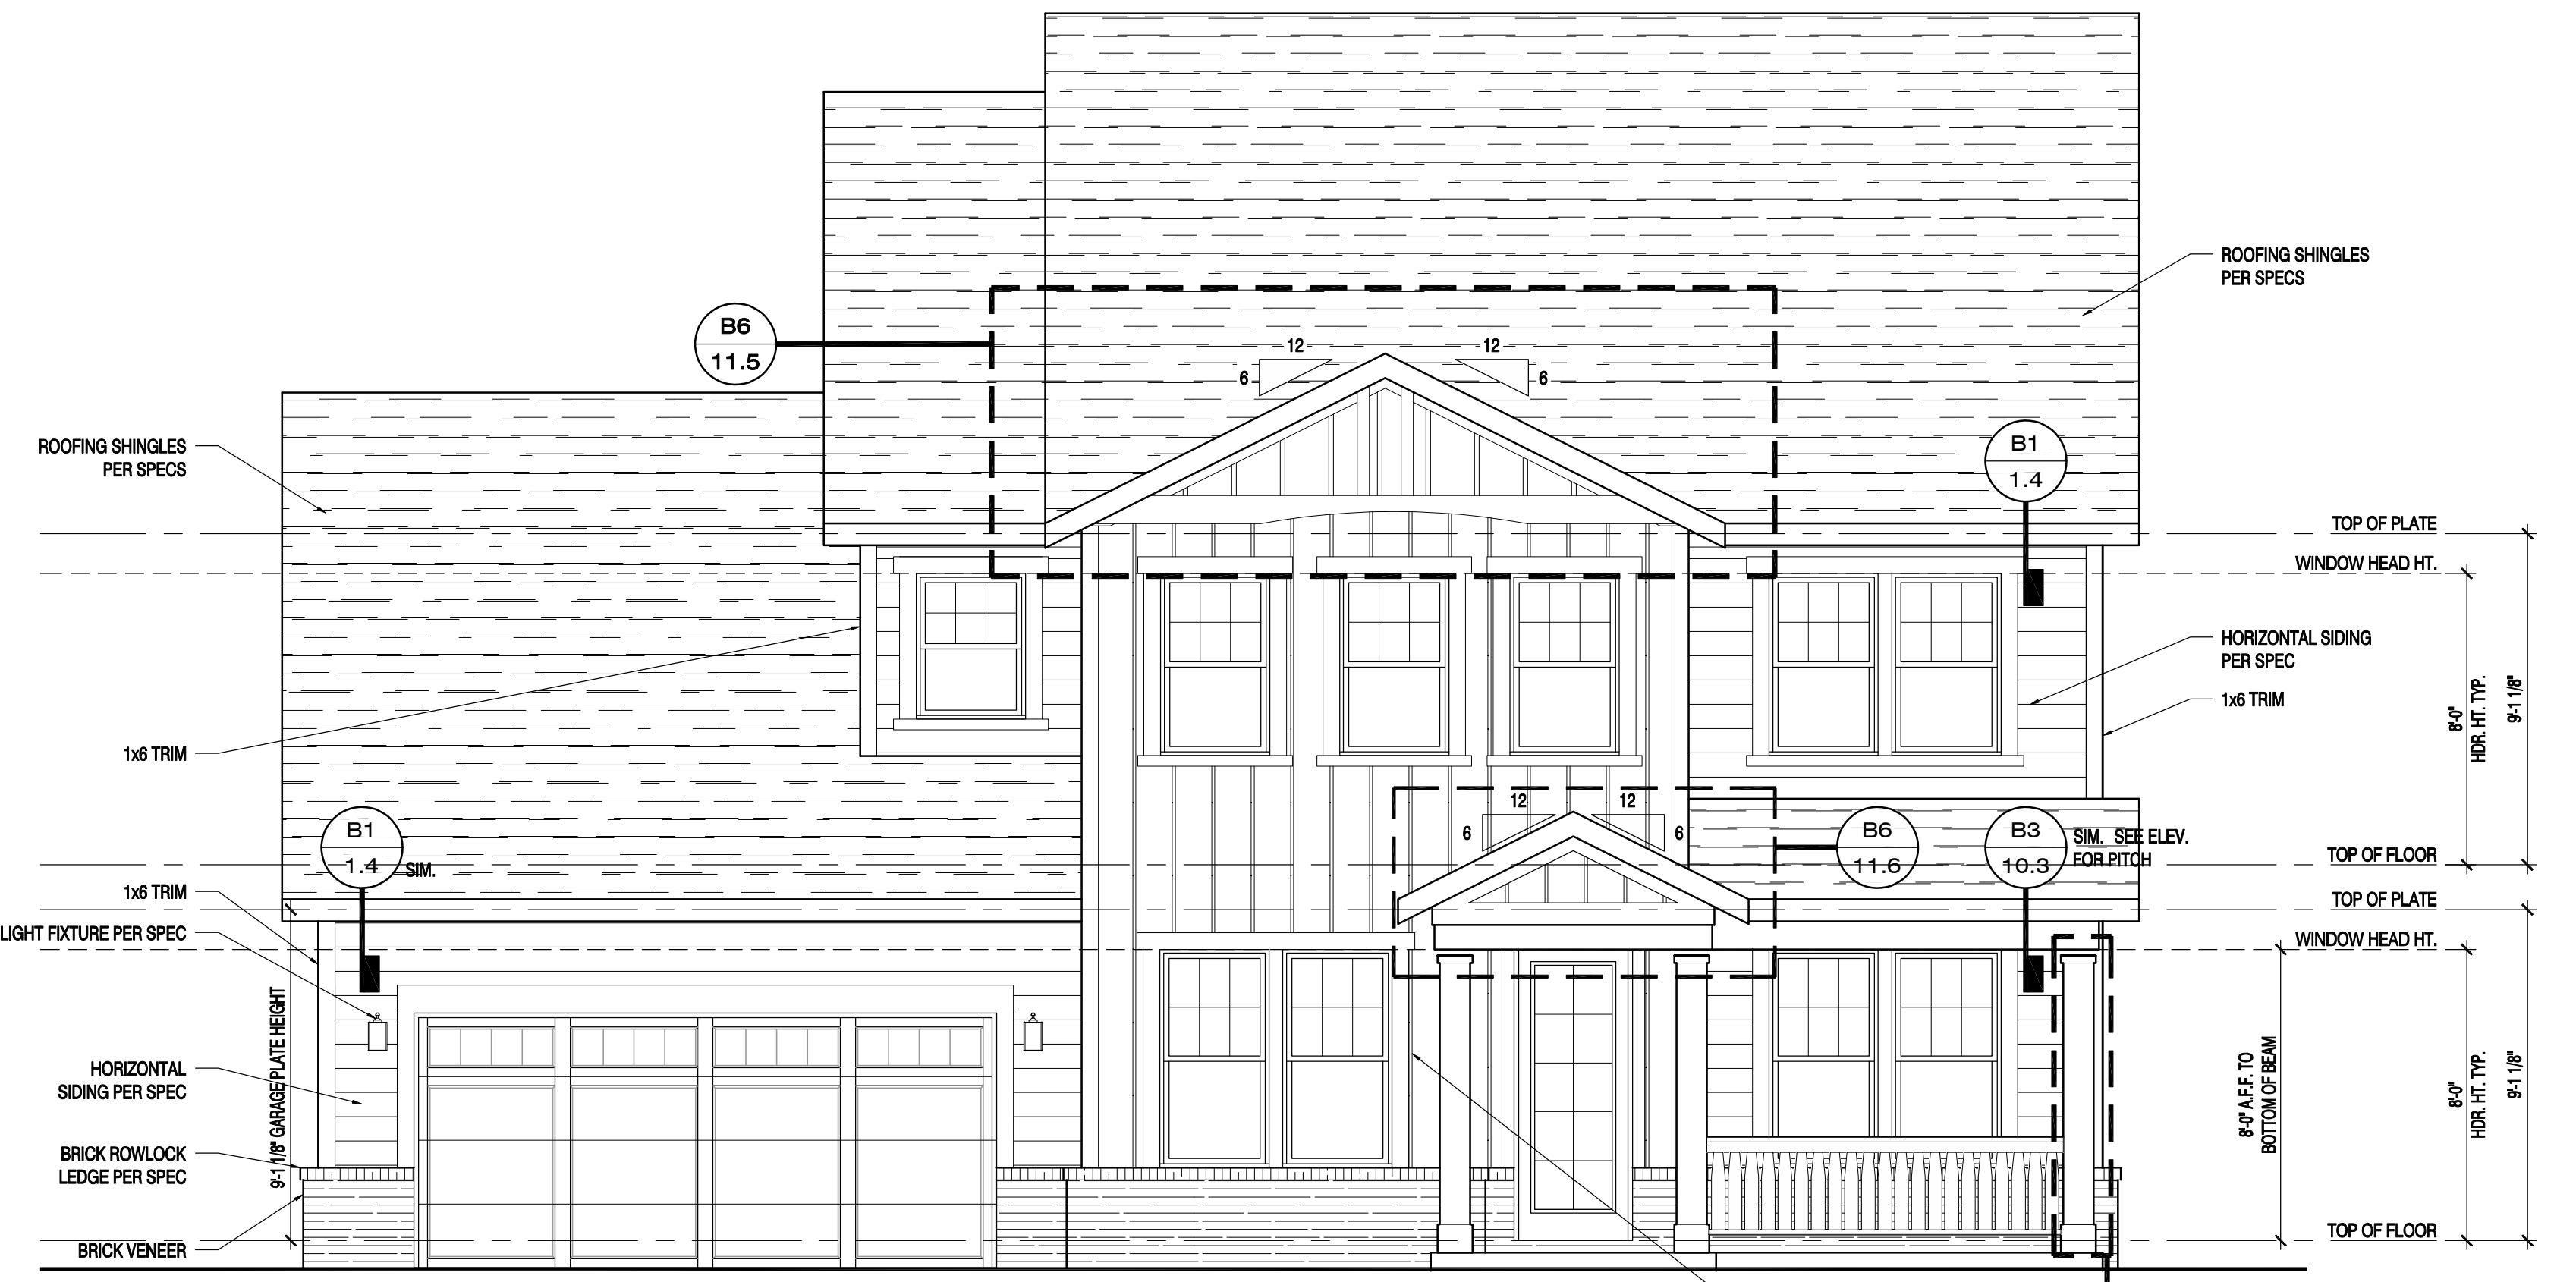 ROOFING SHINGLES
PER SPECS
B6
11.5
12
12
6
6
ROOFING SHINGLES
PER SPECS
B1
1.4
TOP OF PLATE
WINDOW HEAD HT.
HORIZONTAL SIDING
PER SPEC
1x6 TRIM
8'-0"
HDR. HT. TYP.
9'-1 1/8"
1x6 TRIM
12
12
6
6
B1
1.4
SIM.
B6
11.6
B3
10.3
SIM. SEE ELEV.
FOR PITCH
TOP OF FLOOR
1x6 TRIM
TOP OF PLATE
LIGHT FIXTURE PER SPEC
WINDOW HEAD HT.
9'-1 1/8" GARAGE PLATE HEIGHT
HORIZONTAL
SIDING PER SPEC
8'-0" A.F.F. TO
BOTTOM OF BEAM
8'-0"
HDR. HT. TYP.
9'-1 1/8"
BRICK ROWLOCK
LEDGE PER SPEC
BRICK VENEER
TOP OF FLOOR